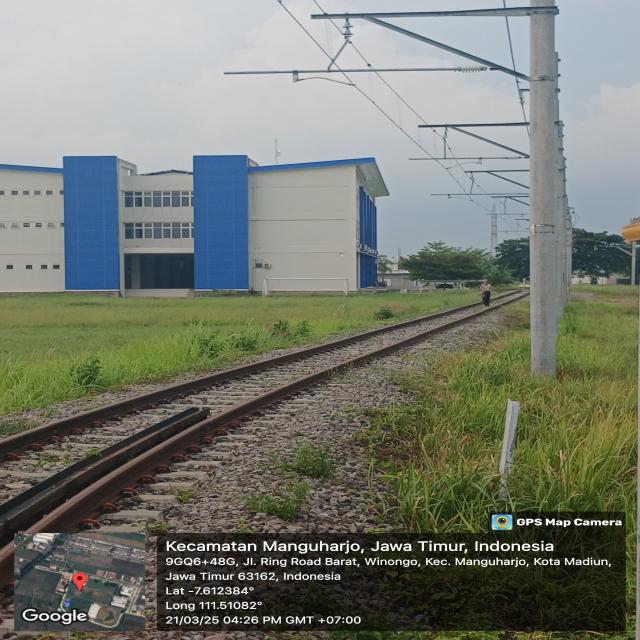 GPS Map Camera
Kecamatan Manguharjo, Jawa Timur, Indonesia
9GQ6+48G, Jl. Ring Road Barat, Winongo, Kec. Manguharjo, Kota Madiun,
Jawa Timur 63162, Indonesia
Lat -7.612384°
Long 111.51082°
21/03/25 04:26 PM GMT +07:00
Google